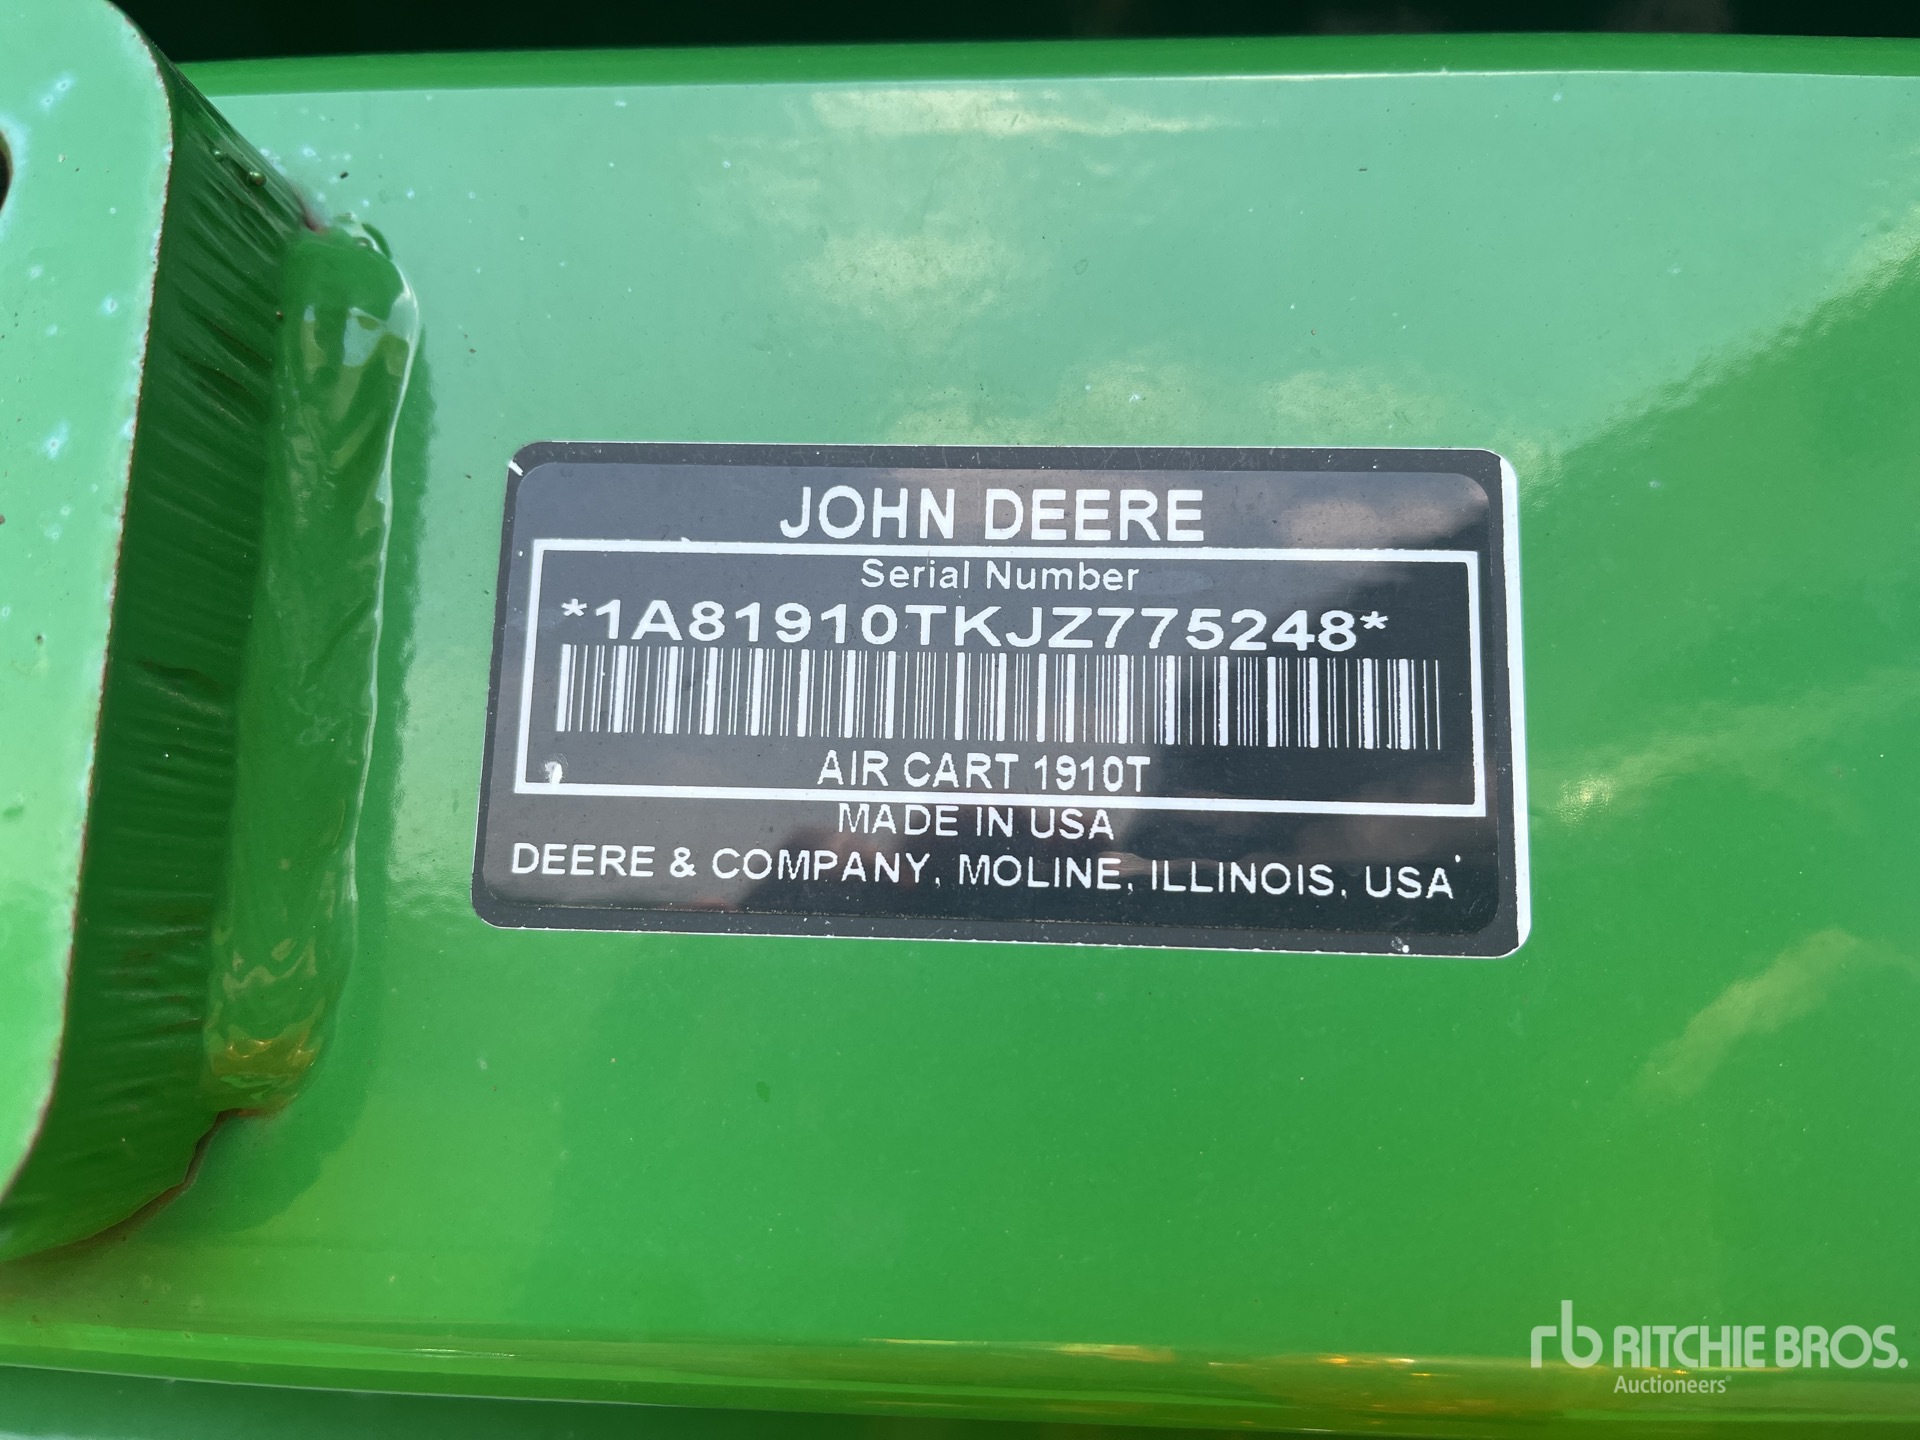 JOHN DEERE
Serial Number
*1A81910TKJZ775248*
AIR CART 1910T
MADE IN USA
DEERE & COMPANY, MOLINE, ILLINOIS, USA
rb RITCHIE BROS.
Auctioneers®